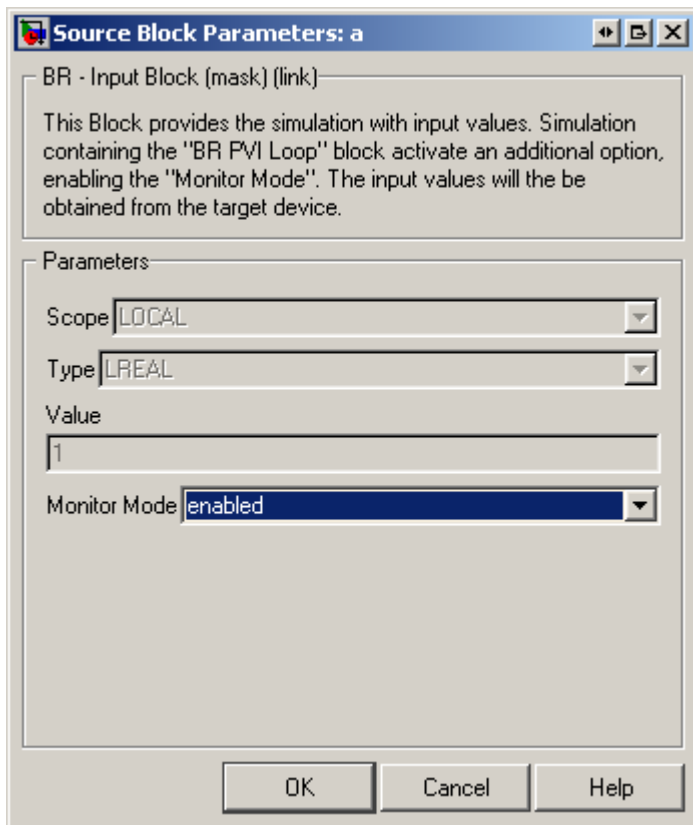 Source Block Parameters: a
BR - Input Block (mask) (link)
This Block provides the simulation with input values. Simulation
containing the "BR PVI Loop" block activate an additional option,
enabling the "Monitor Mode". The input values will the be
obtained from the target device.
Parameters
Scope LOCAL
Type LREAL
Value
1
Monitor Mode enabled
OK Cancel Help